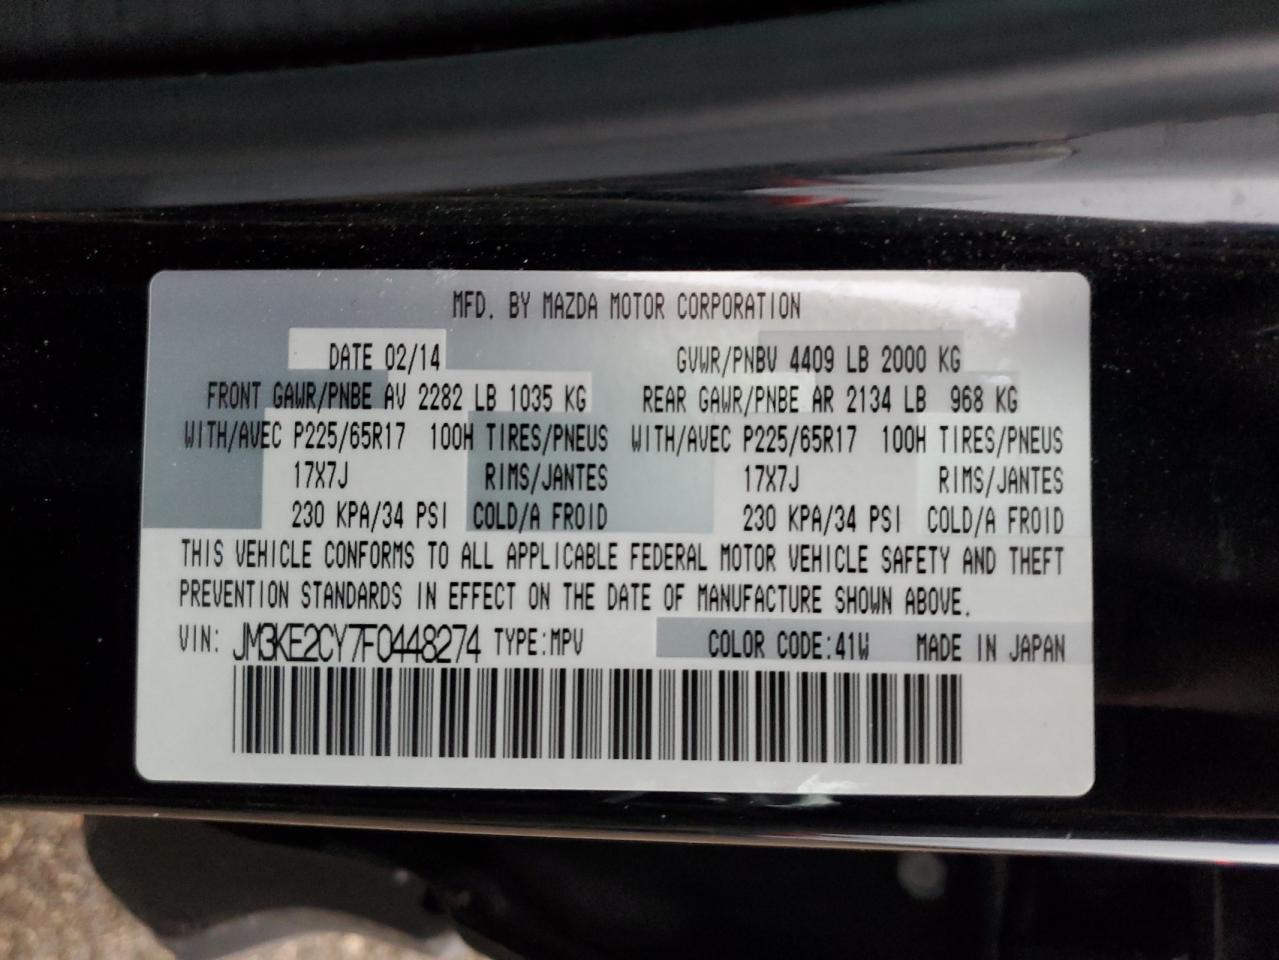 MFD. BY MAZDA MOTOR CORPORATION
DATE 02/14 GVWR/PNBV 4409 LB 2000 KG
FRONT GAWR/PNBE AV 2282 LB 1035 KG REAR GAWR/PNBE AR 2134 LB 968 KG
WITH/AVEC P225/65R17 100H TIRES/PNEUS WITH/AVEC P225/65R17 100H TIRES/PNEUS
17X7J RIMS/JANTES 17X7J RIMS/JANTES
230 KPA/34 PSI COLD/A FROID 230 KPA/34 PSI COLD/A FROID
THIS VEHICLE CONFORMS TO ALL APPLICABLE FEDERAL MOTOR VEHICLE SAFETY AND THEFT
PREVENTION STANDARDS IN EFFECT ON THE DATE OF MANUFACTURE SHOWN ABOVE.
VIN: JM3KE2CY7F0448274 TYPE:MPV COLOR CODE:41W MADE IN JAPAN